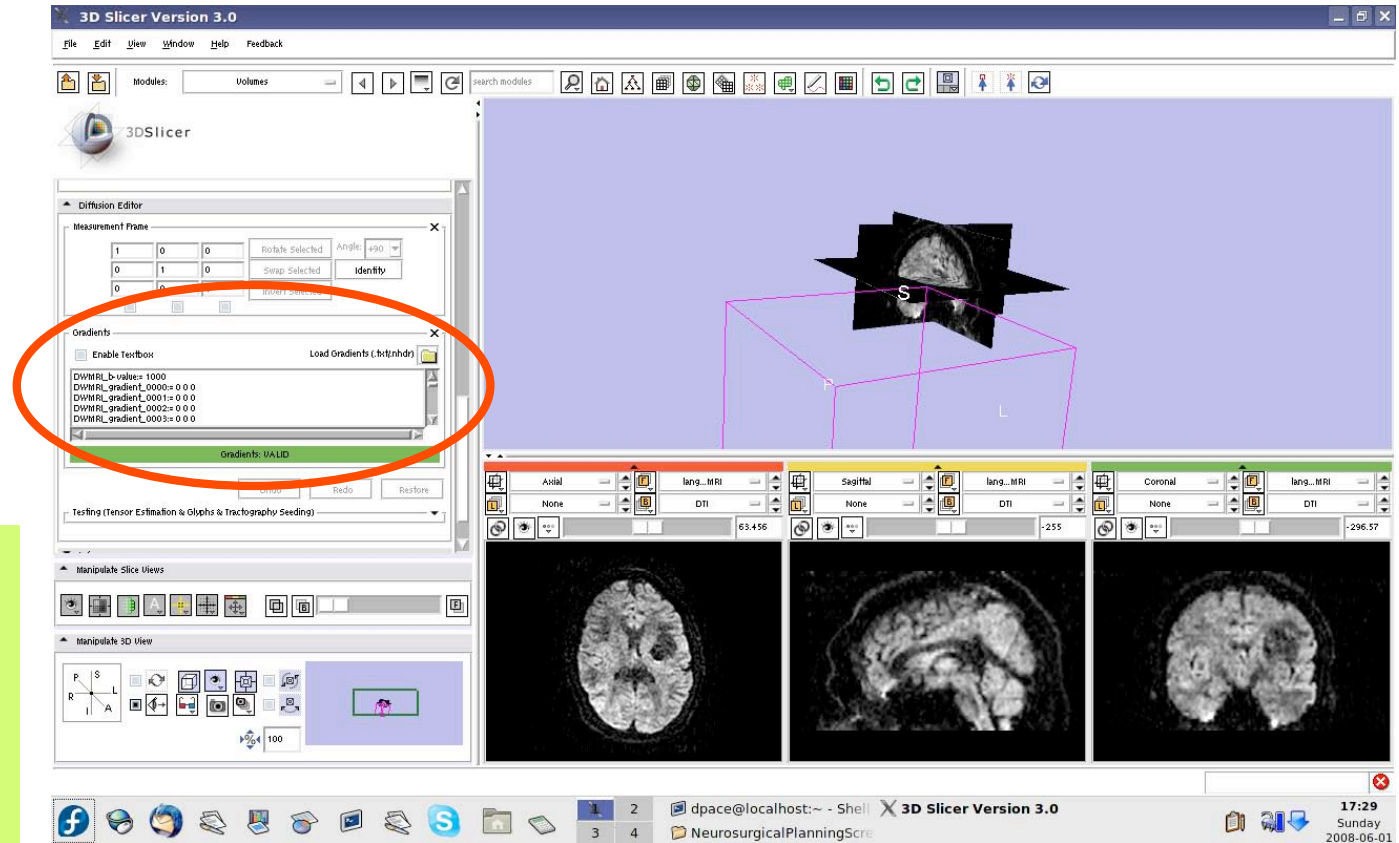 3D Slicer Version 3.0
File Edit View Window Help Feedback
Modules: Volumes search modules
3DSlicer
Diffusion Editor
Measurement Frame
1 0 0 Rotate Selected Angle: +90
0 1 0 Swap Selected Identity
0 0 Invert Selected
Gradients
Enable Textbox Load Gradients (.txt/.nhdr)
DWMRI_b-value:= 1000
DWMRI_gradient_0000:= 0 0 0
DWMRI_gradient_0001:= 0 0 0
DWMRI_gradient_0002:= 0 0 0
DWMRI_gradient_0003:= 0 0 0
Gradients: VALID
Undo Redo Restore
Testing (Tensor Estimation & Glyphs & Tractography Seeding)
Manipulate Slice Views
Manipulate 3D View
P S
R L
I A
100
S
P
L
Axial lang...MRI
None DTI
63.456
Sagittal lang...MRI
None DTI
-255
Coronal lang...MRI
None DTI
-296.57
1 2
3 4
dpace@localhost:~ - Shell
3D Slicer Version 3.0
NeurosurgicalPlanningScre
17:29
Sunday
2008-06-01